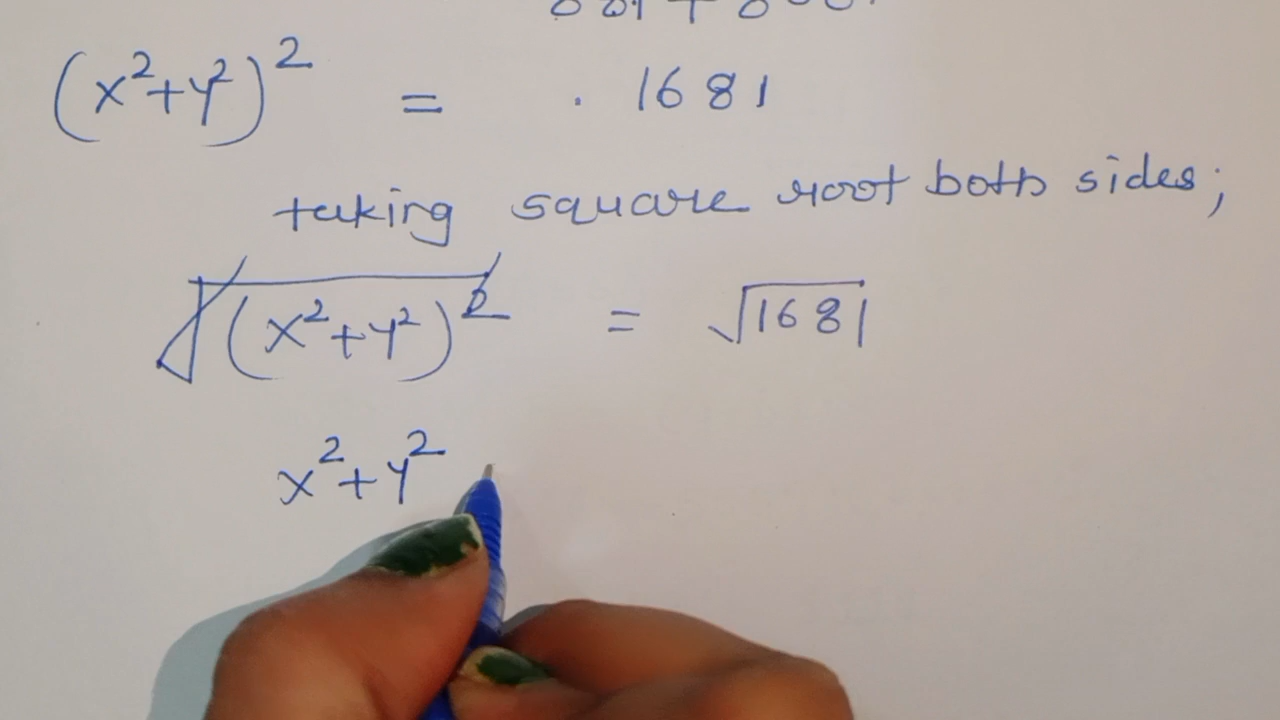 (x²+y²)² = 1681
taking square root both sides;
√(x²+y²)² = √1681
x²+y²